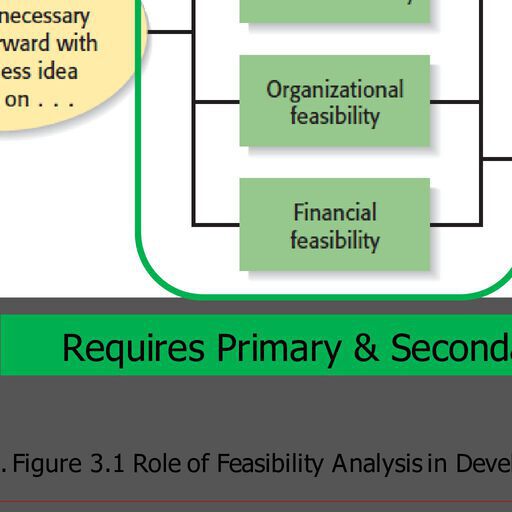 necessary
rward with
ess idea
on . . .
Organizational
feasibility
Financial
feasibility
Requires Primary & Second
. Figure 3.1 Role of Feasibility Analysis in Deve